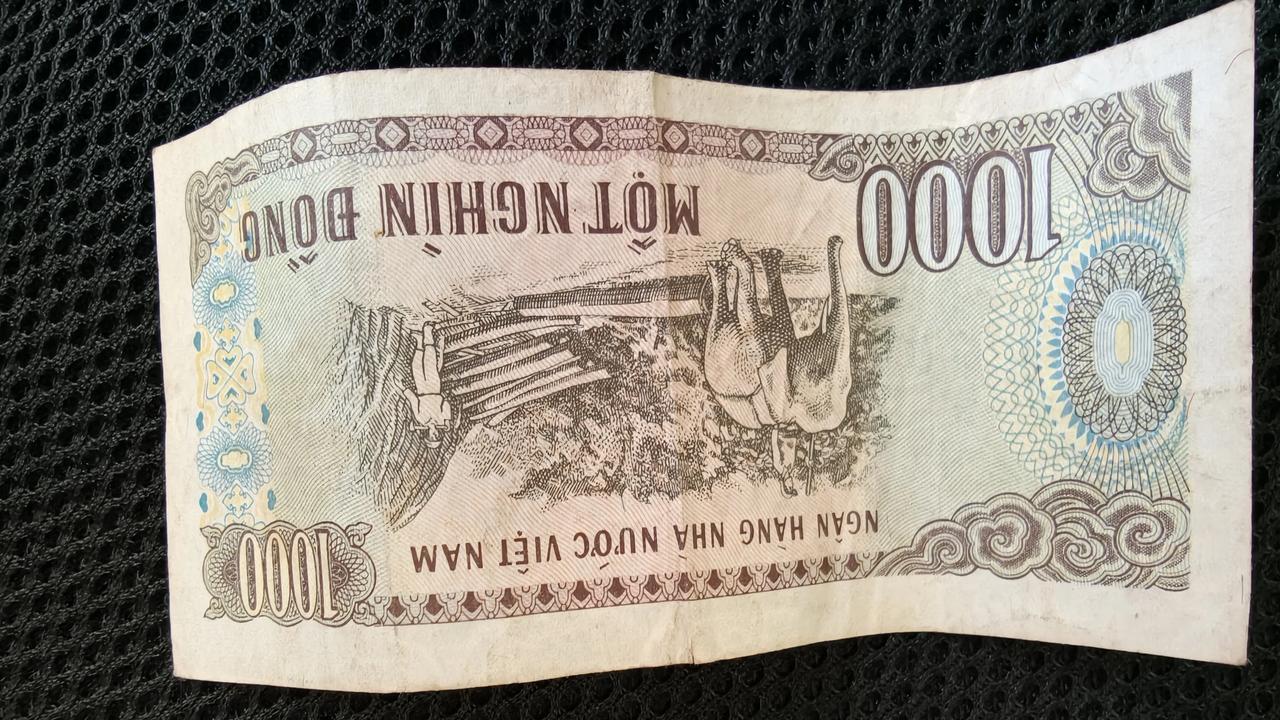 NGÂN HÀNG NHÀ NƯỚC VIỆT NAM
1000
1000
MỘT NGHÌN ĐỒNG